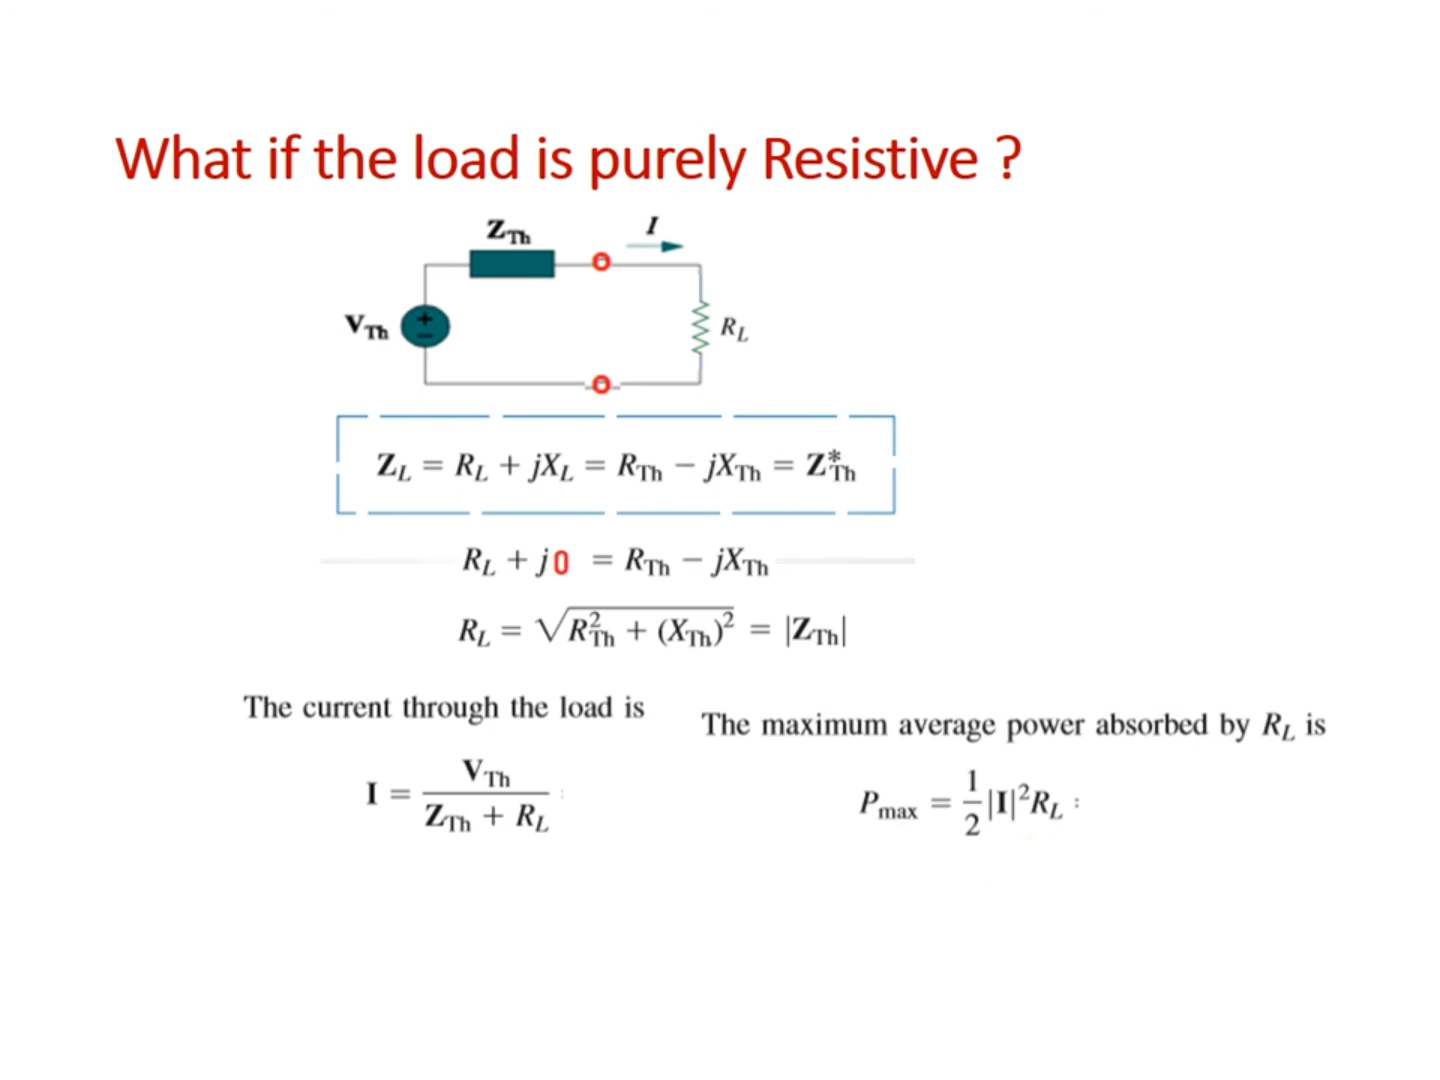 What if the load is purely Resistive ?
Z_Th
I
V_Th
+
−
R_L
Z_L = R_L + jX_L = R_Th − jX_Th = Z*_Th
R_L + j0 = R_Th − jX_Th
R_L = √(R²_Th + (X_Th)²) = |Z_Th|
The current through the load is
I = V_Th / (Z_Th + R_L)
The maximum average power absorbed by R_L is
P_max = 1/2 |I|² R_L :